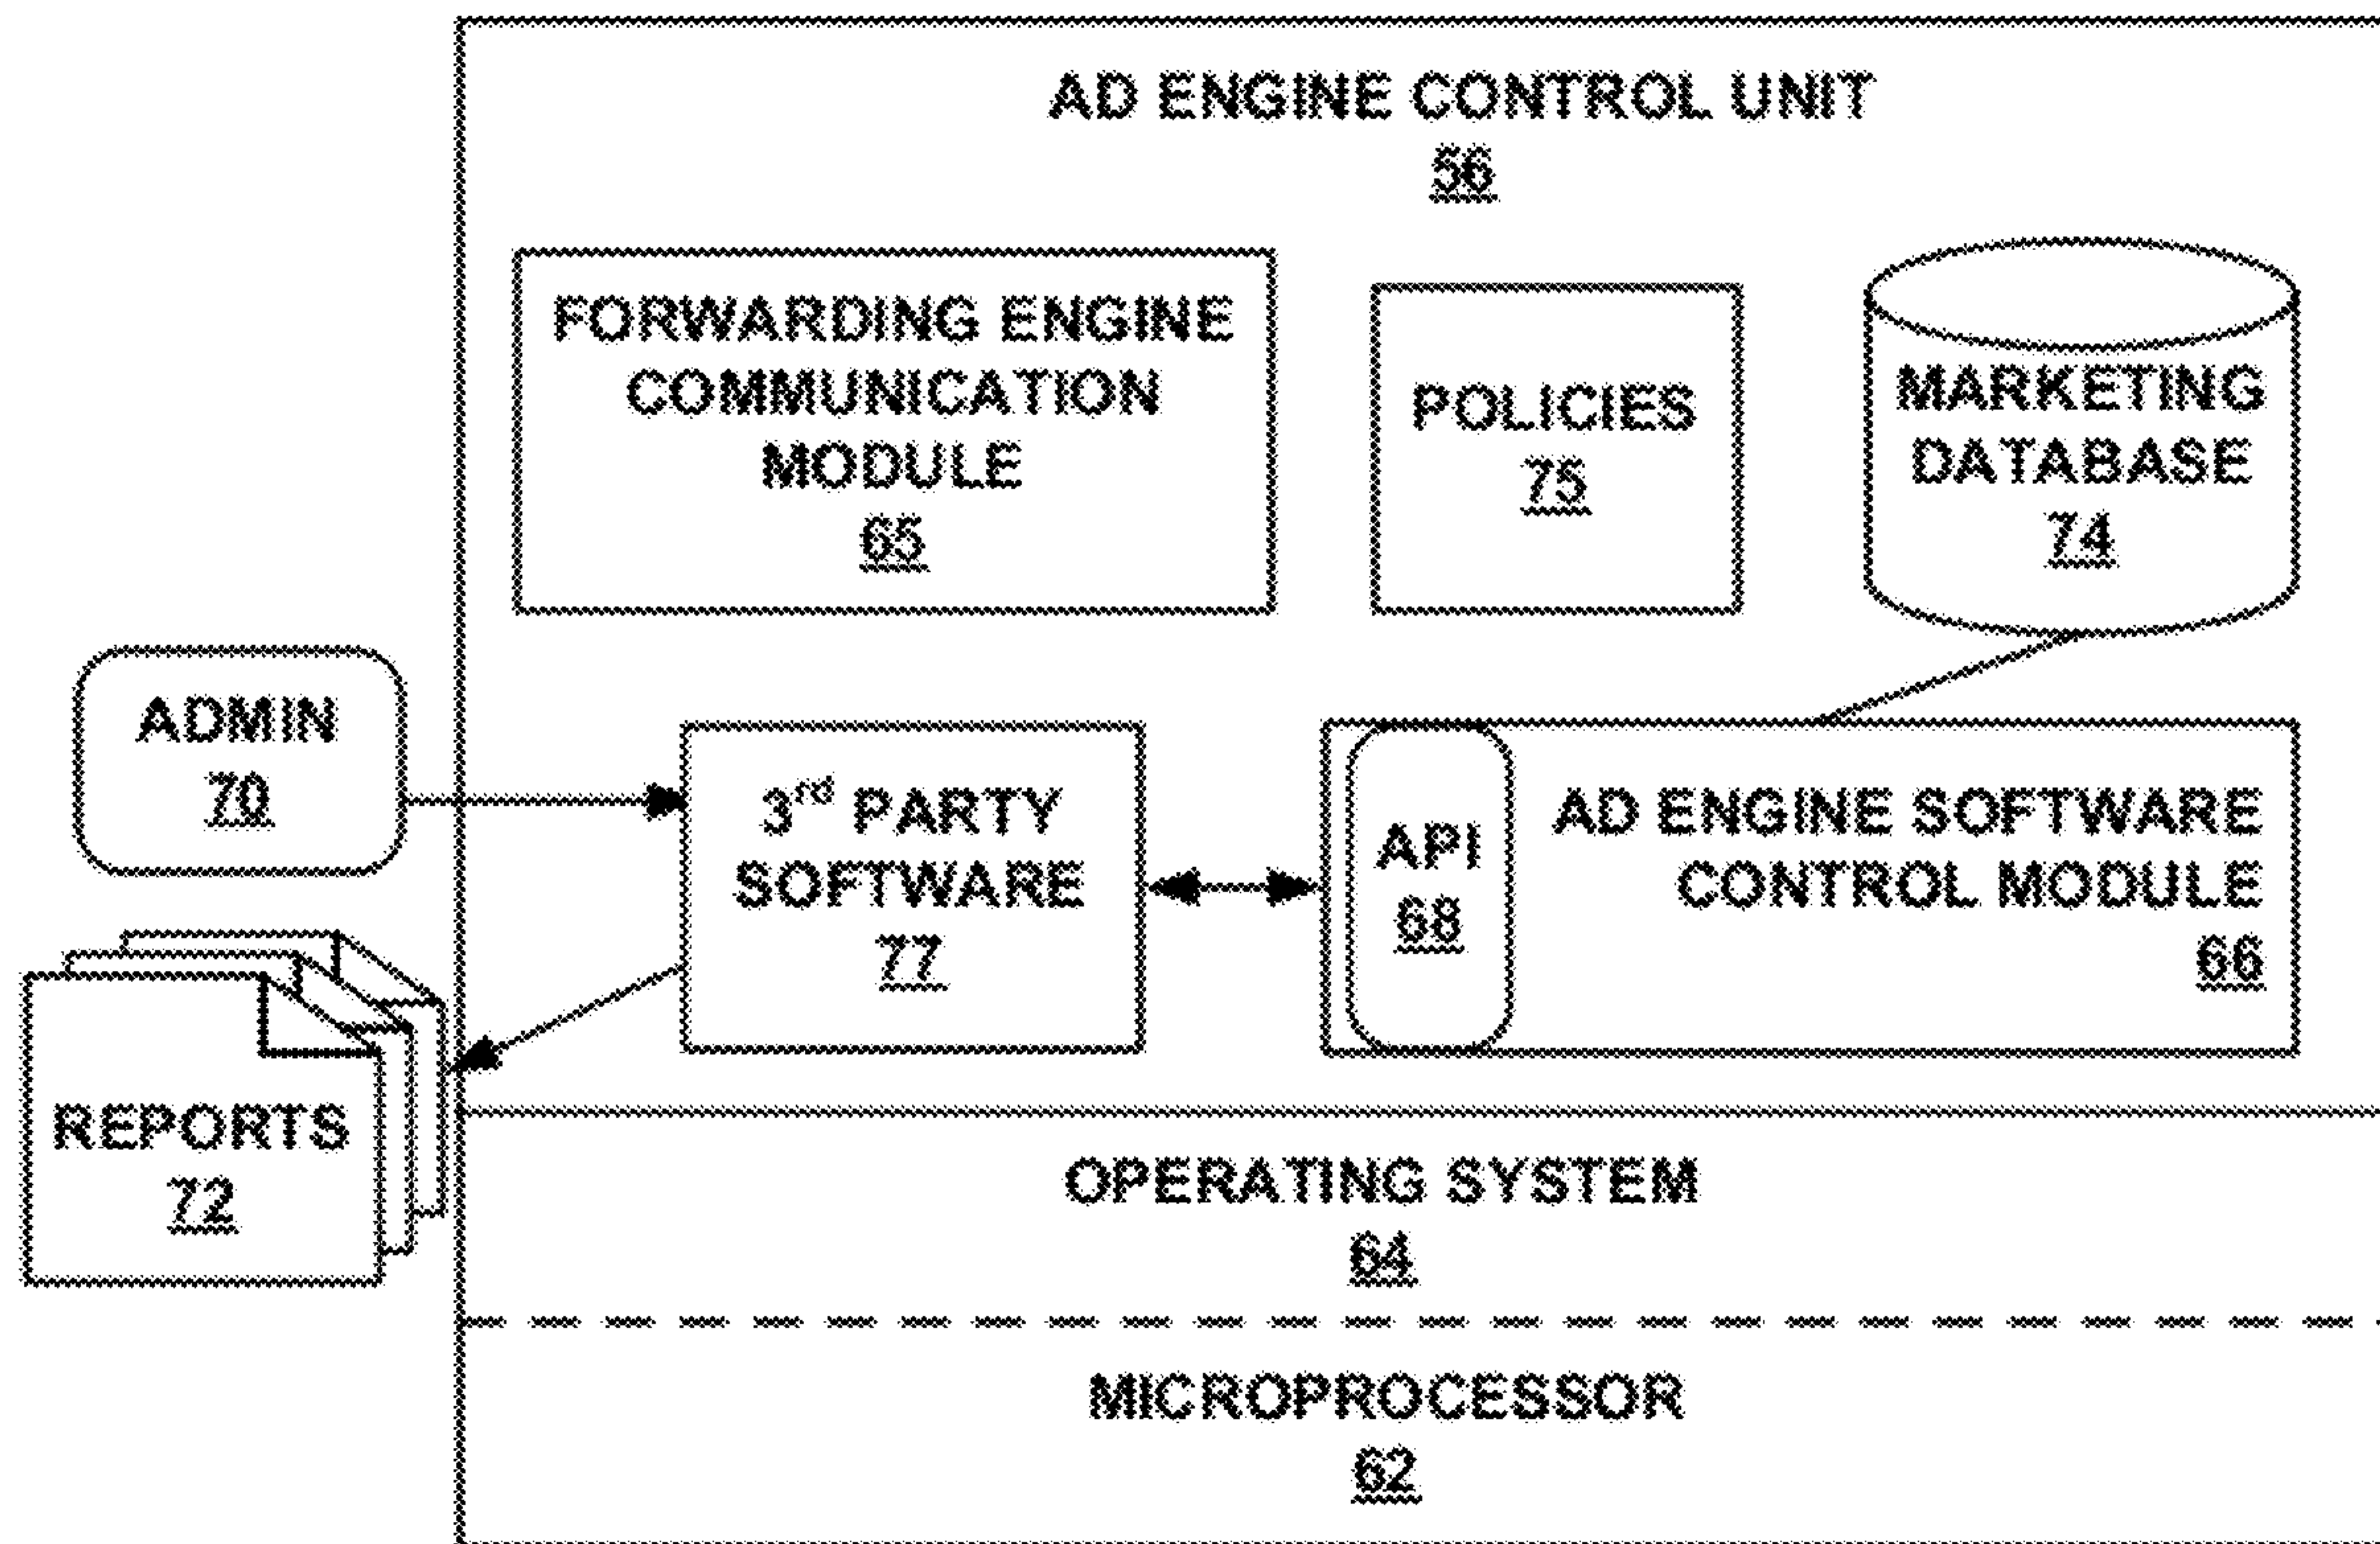 AD ENGINE CONTROL UNIT
56
FORWARDING ENGINE
COMMUNICATION
MODULE
65
POLICIES
75
MARKETING
DATABASE
74
ADMIN
70
3rd PARTY
SOFTWARE
77
API
68
AD ENGINE SOFTWARE
CONTROL MODULE
66
REPORTS
72
OPERATING SYSTEM
64
MICROPROCESSOR
62